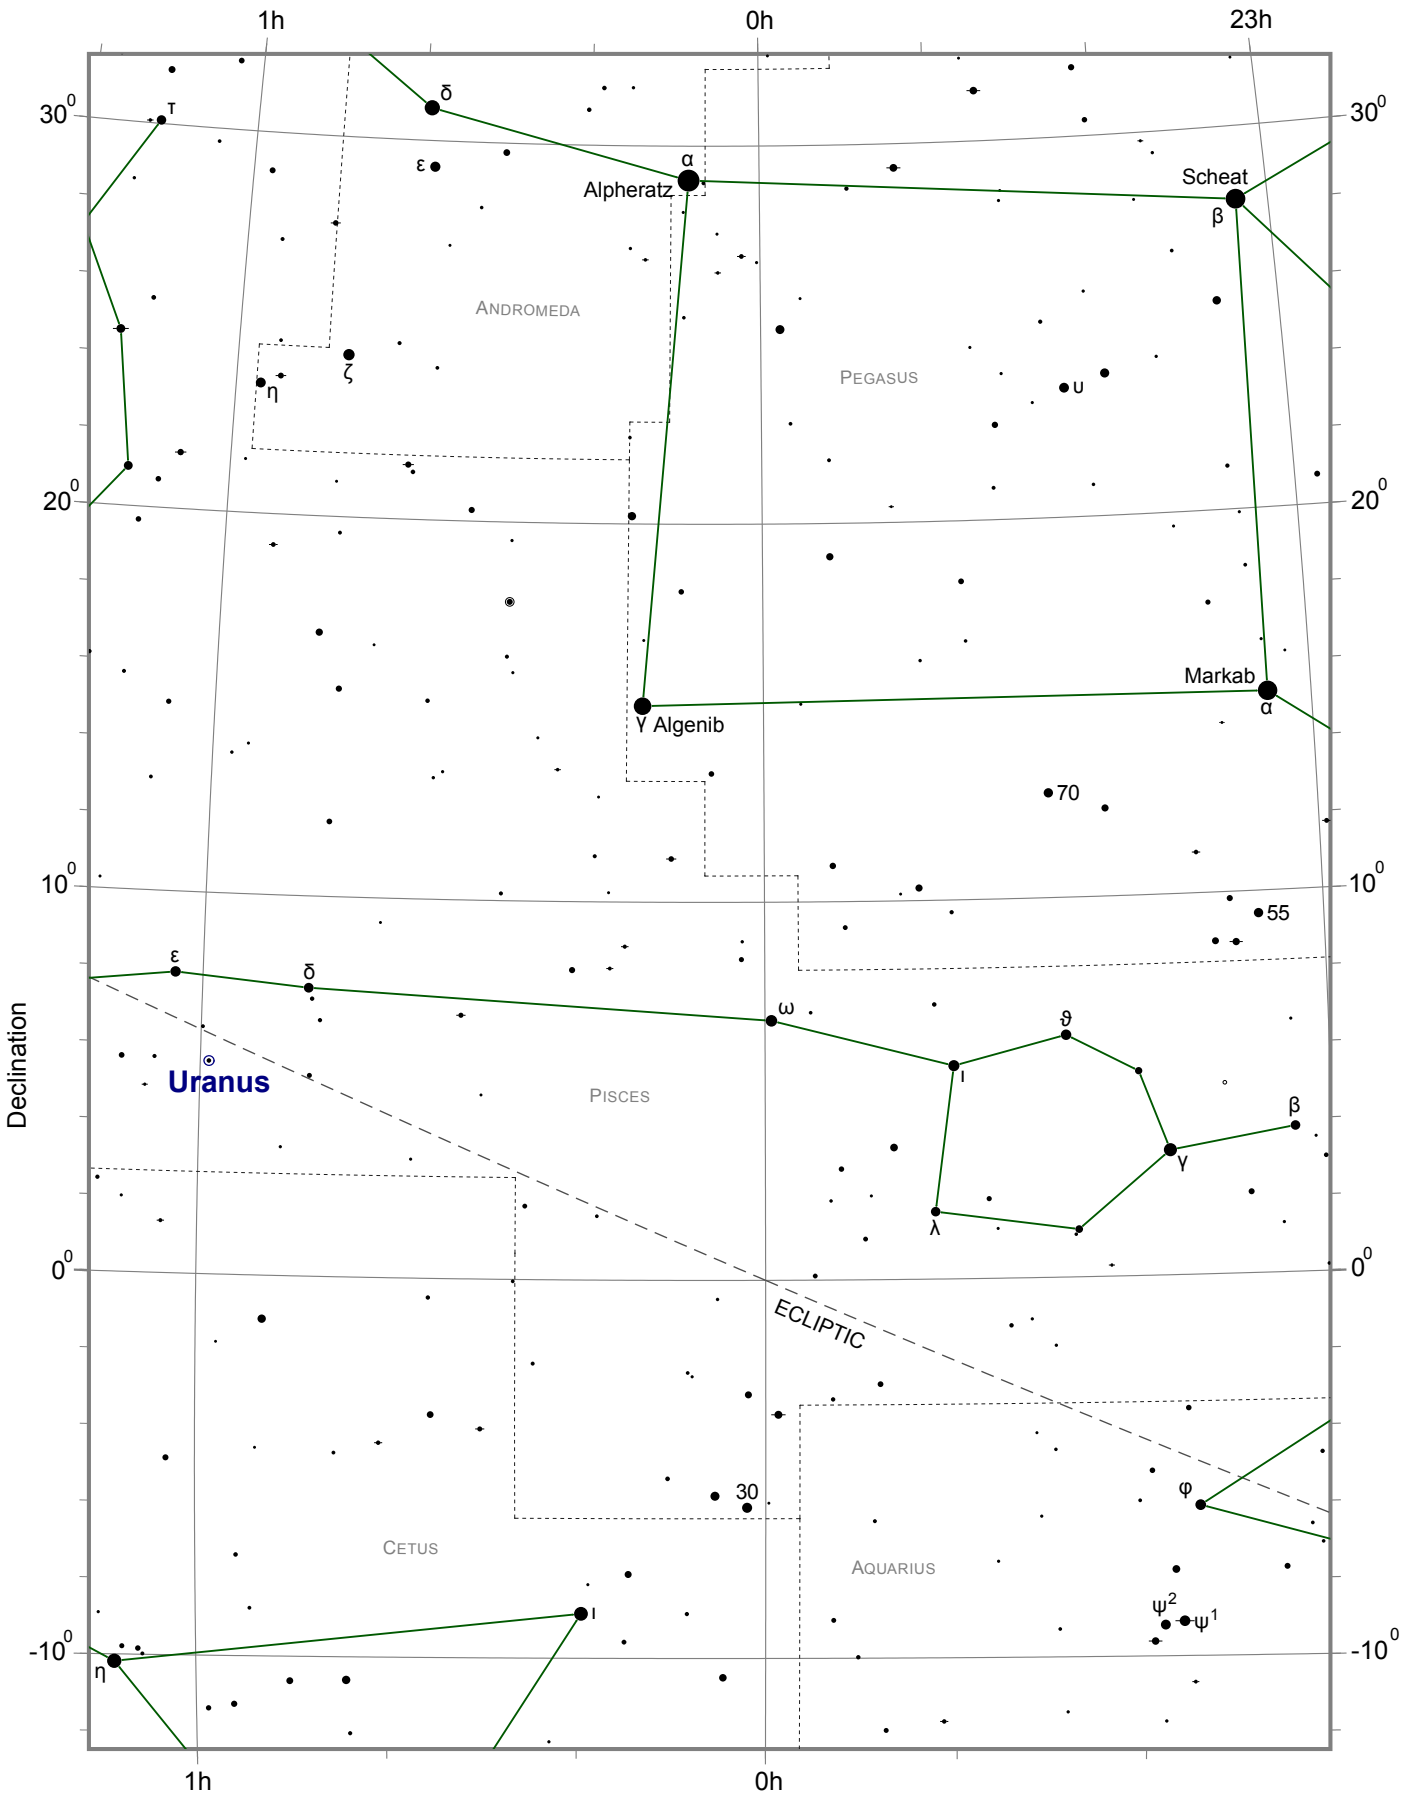 1h 0h 23h
30⁰ τ δ 30⁰
ε α
Alpheratz Scheat
β
ANDROMEDA
PEGASUS
ζ
η υ
20⁰ 20⁰
Markab
α
γ Algenib
70
10⁰ 10⁰
55
ε
δ
ω
ϑ
ι
Uranus
Declination
PISCES
β
γ
λ
0⁰ 0⁰
ECLIPTIC
30
φ
CETUS
AQUARIUS
ι
ψ²
ψ¹
-10⁰ -10⁰
η
1h 0h